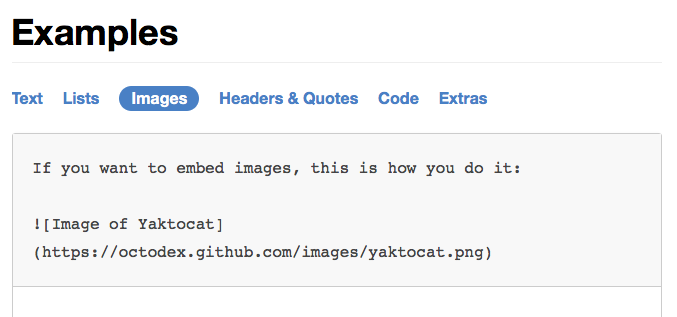 Examples
Text Lists Images Headers & Quotes Code Extras
If you want to embed images, this is how you do it:
![Image of Yaktocat]
(https://octodex.github.com/images/yaktocat.png)